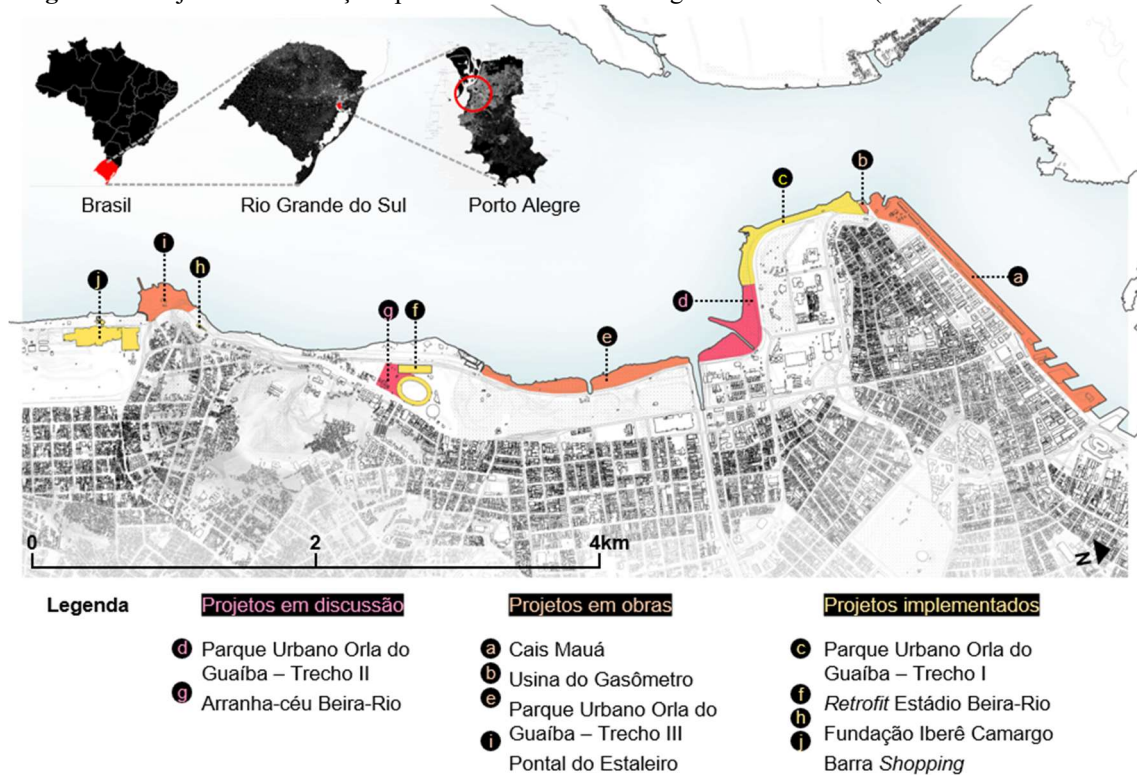 Brasil
Rio Grande do Sul
Porto Alegre
b
c
i
h
j
a
d
g
f
e
0
2
4km
N
Legenda
Projetos em discussão
d Parque Urbano Orla do
Guaíba – Trecho II
g Arranha-céu Beira-Rio
Projetos em obras
a Cais Mauá
b Usina do Gasômetro
e Parque Urbano Orla do
Guaíba – Trecho III
i Pontal do Estaleiro
Projetos implementados
c Parque Urbano Orla do
Guaíba – Trecho I
f Retrofit Estádio Beira-Rio
h Fundação Iberê Camargo
j Barra Shopping